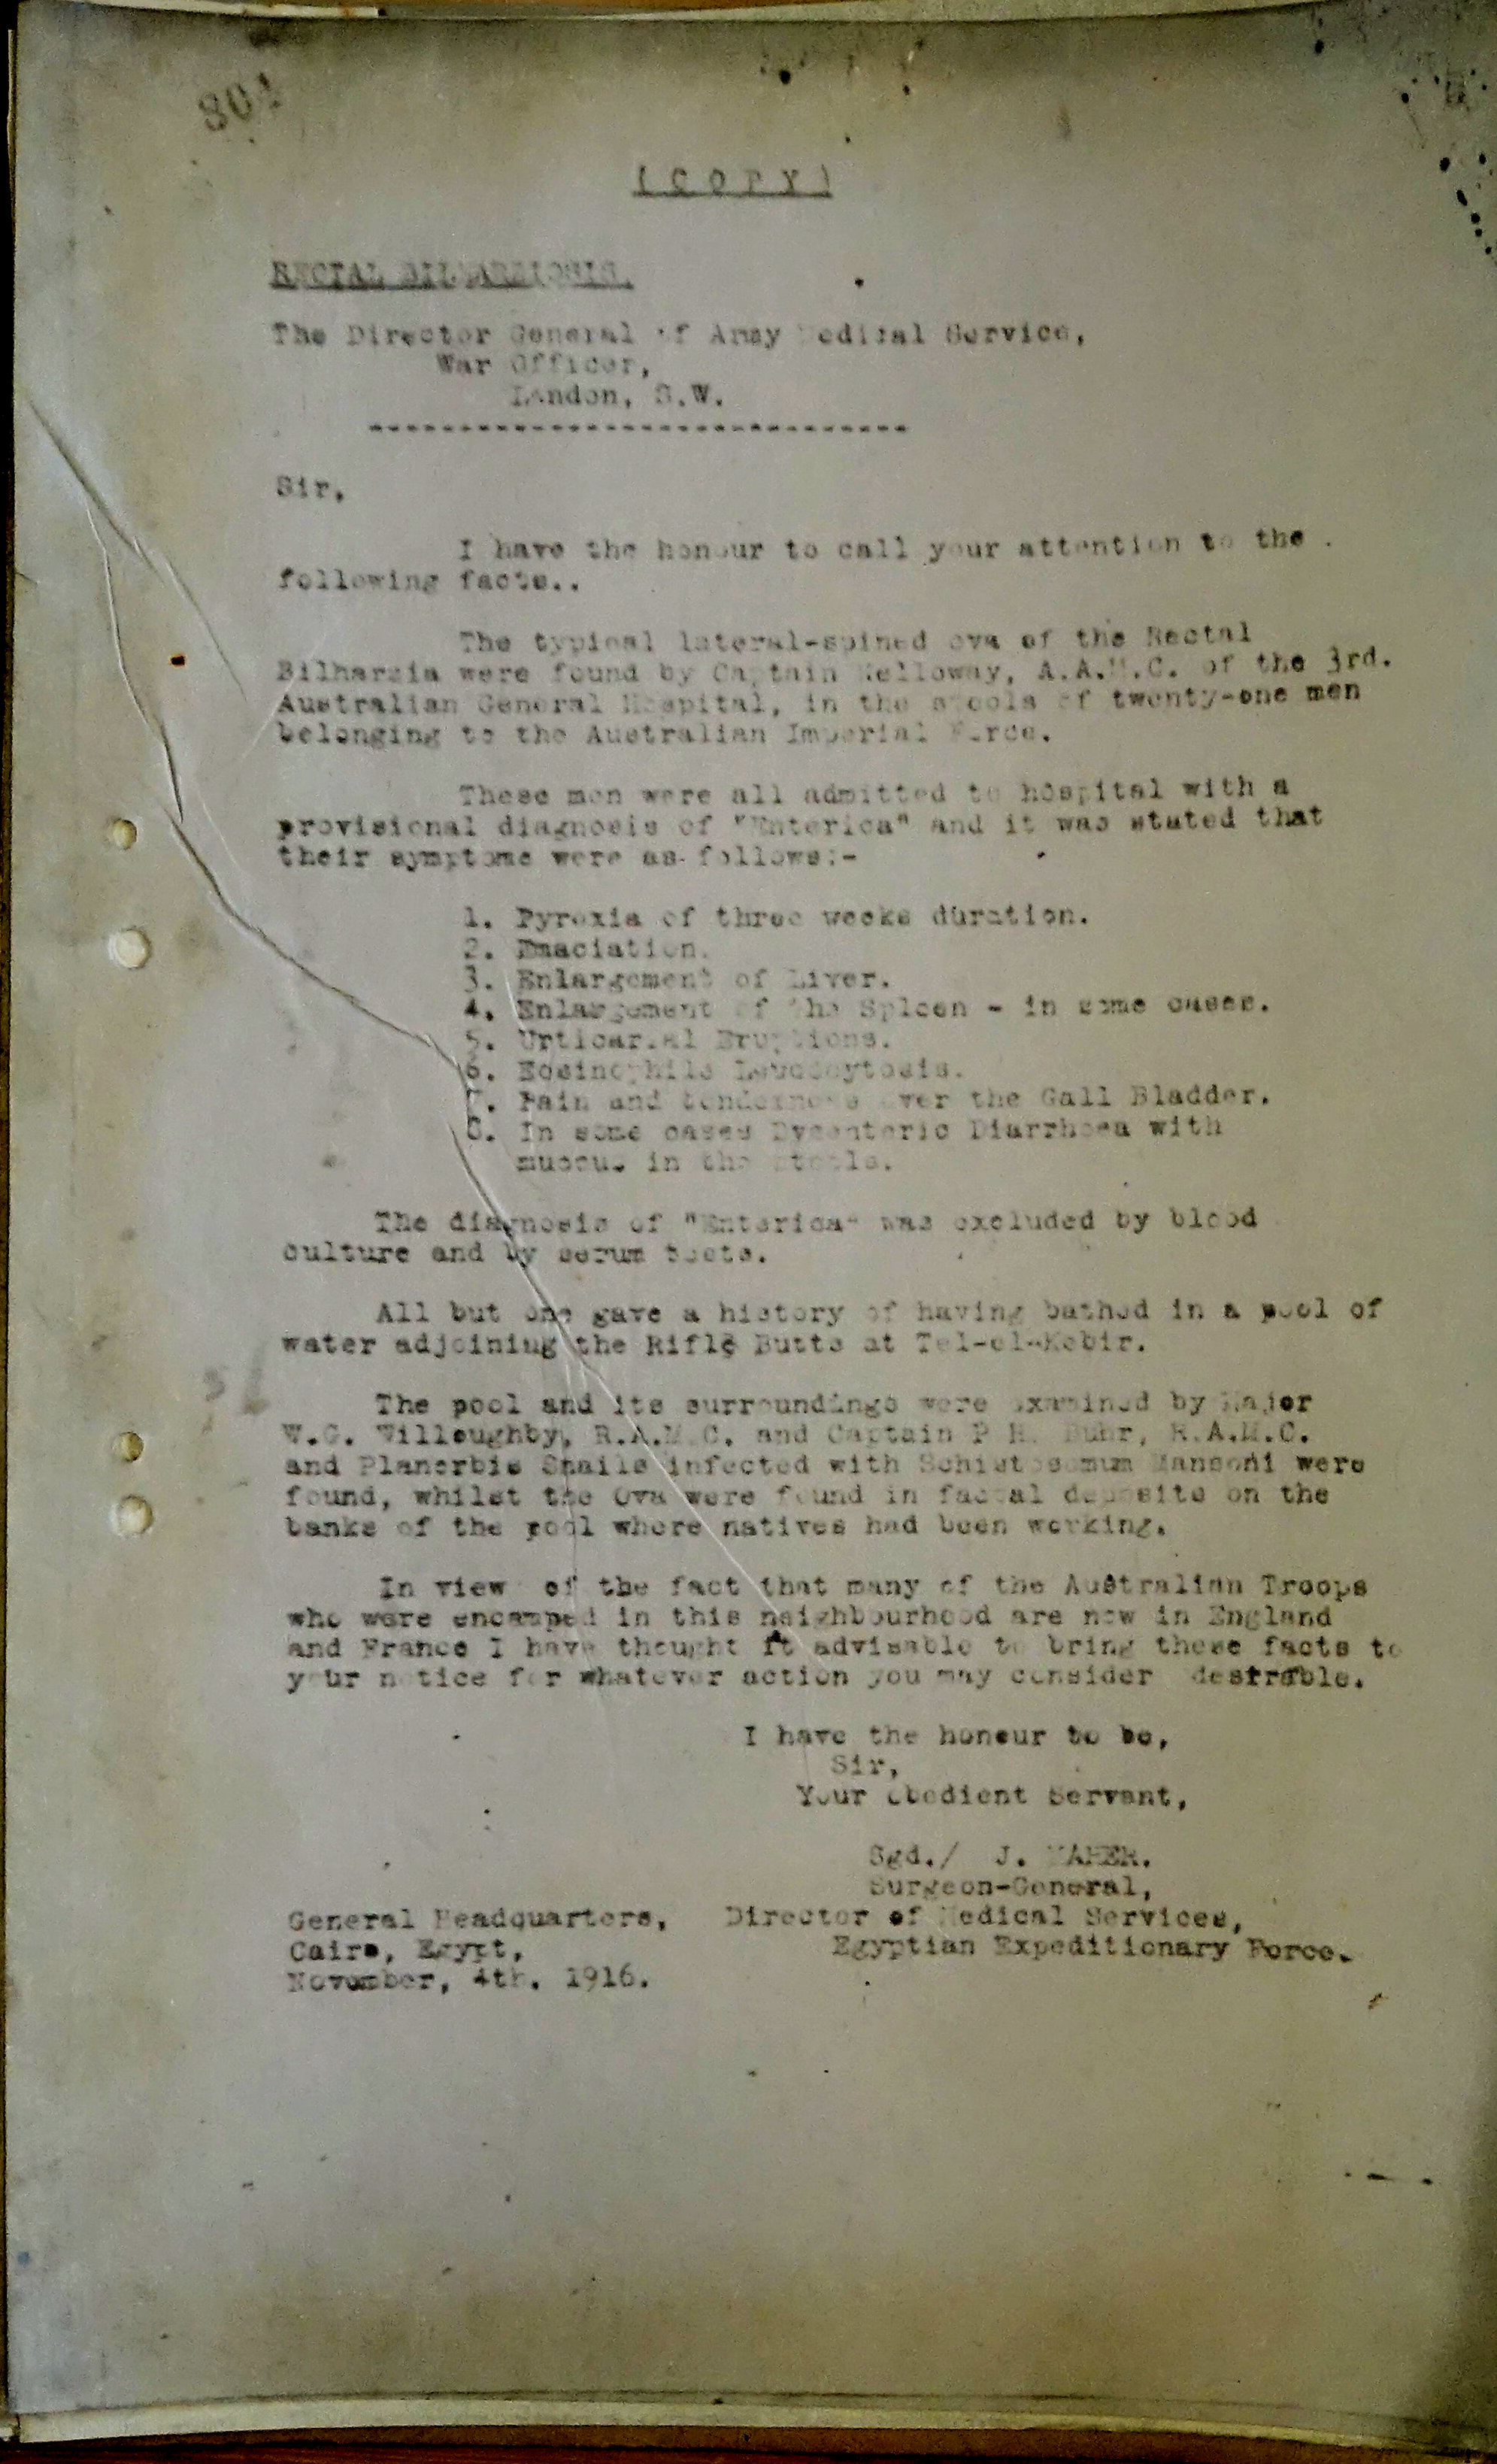 804
(C O P Y)
RECTAL BILHARZIOSIS.
The Director General of Army Medical Service,
War Officer,
London, S.W.
------------------------------
Sir,
I have the honour to call your attention to the
following facts..
The typical lateral-spined ova of the Rectal
Bilharzia were found by Captain A.A.M.C. of the 3rd.
Australian General Hospital, in the stools of twenty-one men
belonging to the Australian Imperial Force.
These men were all admitted to hospital with a
provisional diagnosis of "Enterica" and it was stated that
their symptoms were as follows:-
1. Pyrexia of three weeks duration.
2. Emaciation.
3. Enlargement of Liver.
4. Enlargement of the Spleen - in some cases.
5. Urticarial Eruptions.
6. Eosinophile Leucocytosis.
7. Pain and tenderness over the Gall Bladder.
8. In some cases Dysenteric Diarrhoea with
mucous in the stools.
The diagnosis of "Enterica" was excluded by blood
culture and by serum tests.
All but one gave a history of having bathed in a pool of
water adjoining the Rifle Butts at Tel-el-Kebir.
The pool and its surroundings were examined by Major
W.G. Willoughby, R.A.M.C. and Captain P H. R.A.M.C.
and Planorbis Snails infected with Schistosomum Mansoni were
found, whilst the Ova were found in faecal deposits on the
banks of the pool where natives had been working.
In view of the fact that many of the Australian Troops
who were encamped in this neighbourhood are now in England
and France I have thought it advisable to bring these facts to
your notice for whatever action you may consider desirable.
I have the honour to be,
Sir,
Your obedient Servant,
Sgd./ J. MAHER.
Surgeon-General,
General Headquarters, Director of Medical Services,
Cairo, Egypt, Egyptian Expeditionary Force.
November, 4th. 1916.